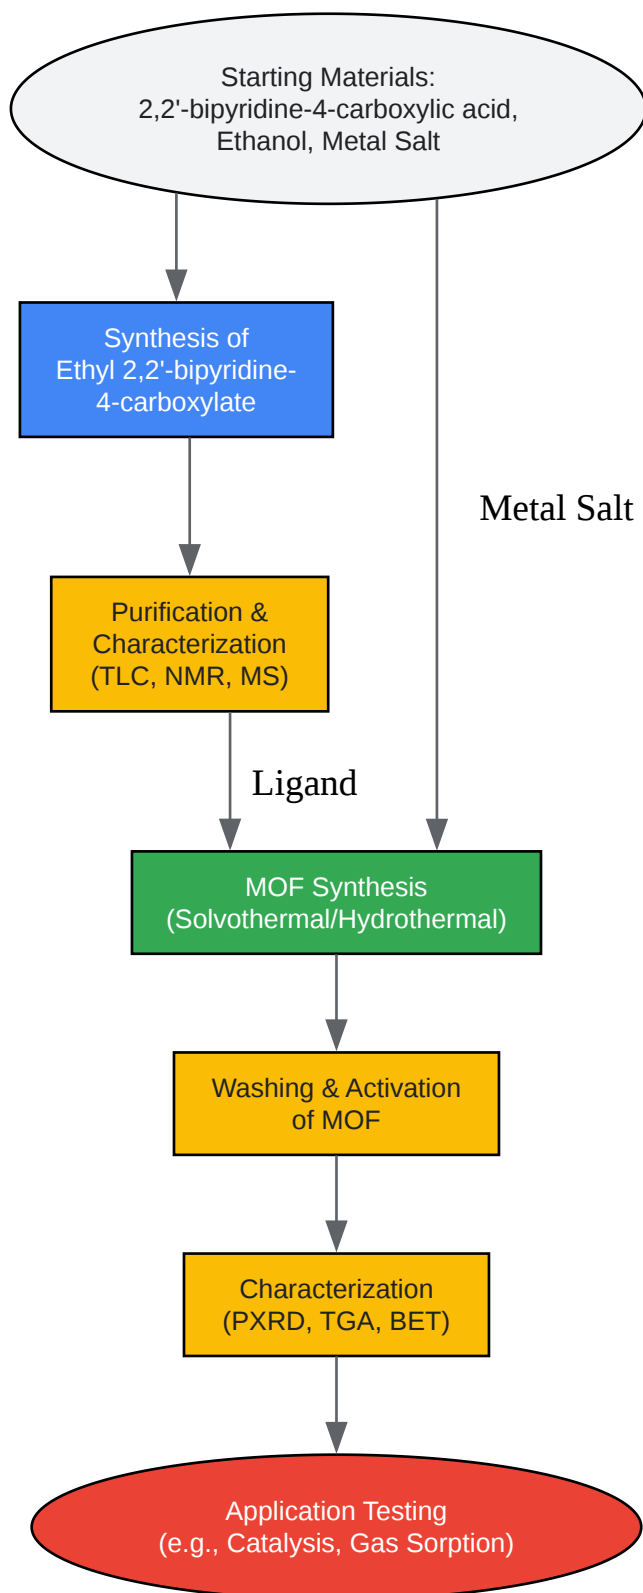 Starting Materials:
2,2'-bipyridine-4-carboxylic acid,
Ethanol, Metal Salt
Synthesis of
Ethyl 2,2'-bipyridine-
4-carboxylate
Metal Salt
Purification &
Characterization
(TLC, NMR, MS)
Ligand
MOF Synthesis
(Solvothermal/Hydrothermal)
Washing & Activation
of MOF
Characterization
(PXRD, TGA, BET)
Application Testing
(e.g., Catalysis, Gas Sorption)